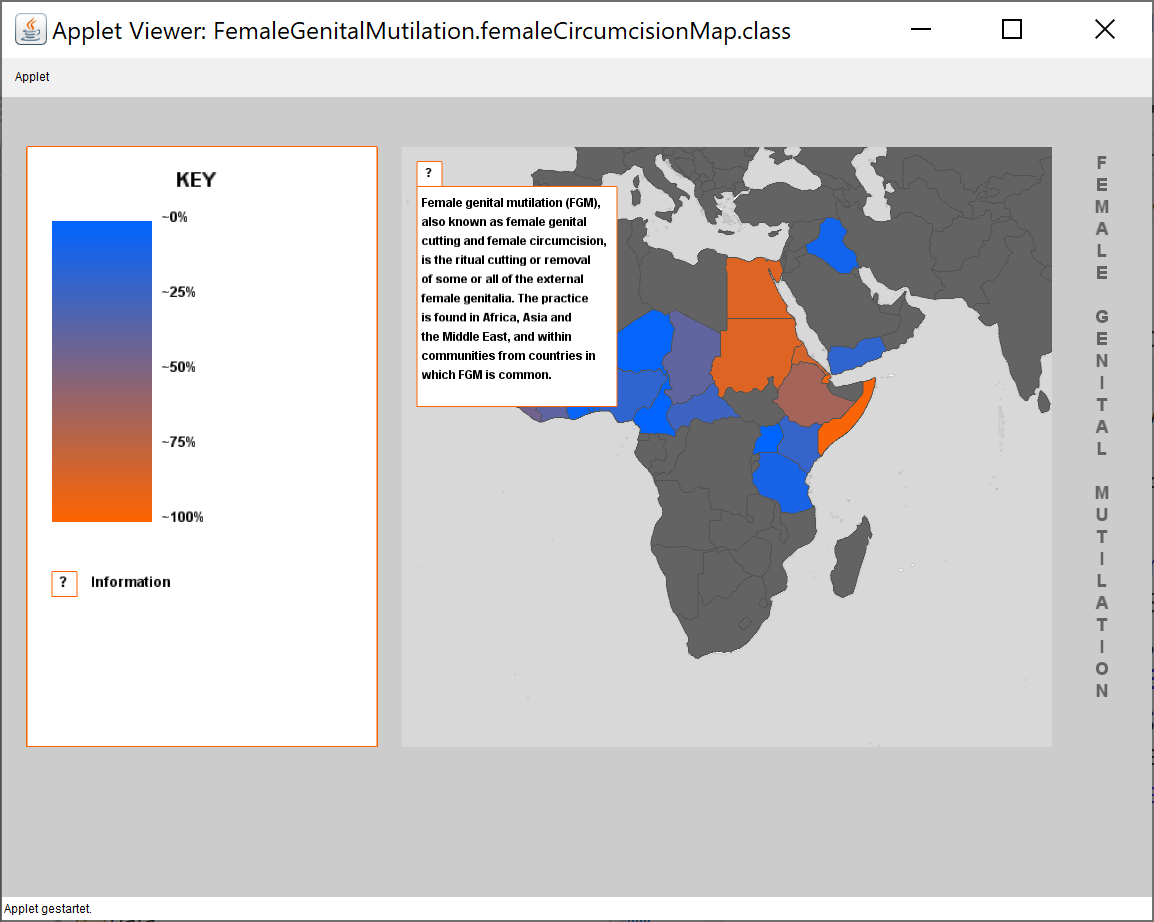 Applet Viewer: FemaleGenitalMutilation.femaleCircumcisionMap.class
Applet
KEY
~0%
~25%
~50%
~75%
~100%
? Information
?
Female genital mutilation (FGM),
also known as female genital
cutting and female circumcision,
is the ritual cutting or removal
of some or all of the external
female genitalia. The practice
is found in Africa, Asia and
the Middle East, and within
communities from countries in
which FGM is common.
FEMALE GENITAL MUTILATION
Applet gestartet.